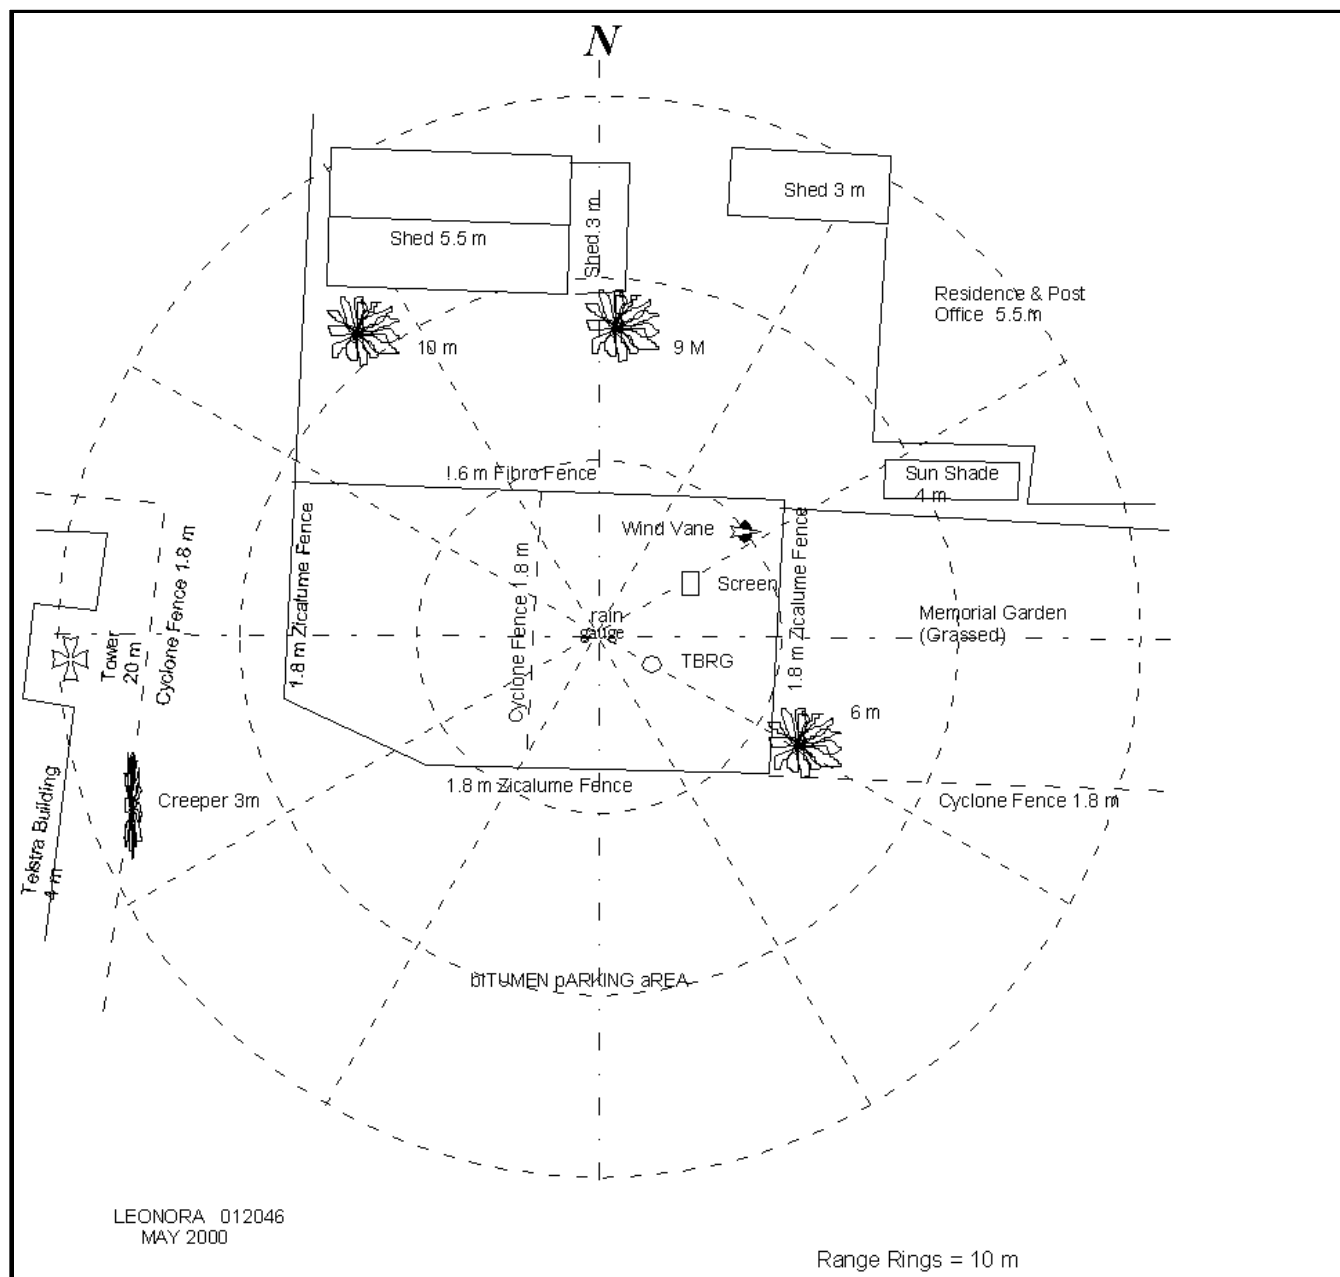 N
Shed 3 m
Shed 5.5 m
Shed 3 m
Residence & Post
Office 5.5.m
10 m
9 M
!.6 m Fibro Fence
Sun Shade
4 m
Wind Vane
Cyclone Fence 1.8 m
1.8 m Zicalume Fence
Cyclone Fence 1.8 m
1.8 m Zicalume Fence
Screen
rain
gauge
Memorial Garden
(Grassed)
Tower
20 m
TBRG
6 m
1.8 m Zicalume Fence
Creeper 3m
Cyclone Fence 1.8 m
Telstra Building
4 m
bITUMEN pARKING aREA
LEONORA 012046
MAY 2000
Range Rings = 10 m